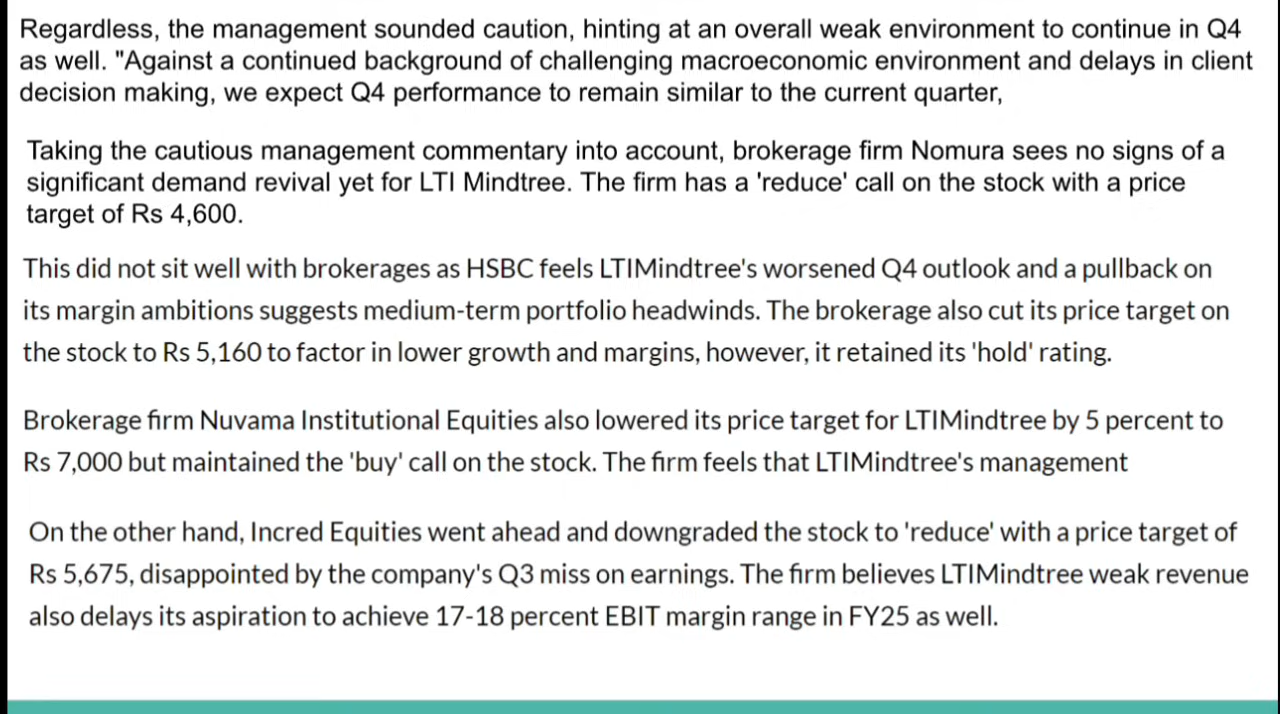 Regardless, the management sounded caution, hinting at an overall weak environment to continue in Q4
as well. "Against a continued background of challenging macroeconomic environment and delays in client
decision making, we expect Q4 performance to remain similar to the current quarter,
Taking the cautious management commentary into account, brokerage firm Nomura sees no signs of a
significant demand revival yet for LTI Mindtree. The firm has a 'reduce' call on the stock with a price
target of Rs 4,600.
This did not sit well with brokerages as HSBC feels LTIMindtree's worsened Q4 outlook and a pullback on
its margin ambitions suggests medium-term portfolio headwinds. The brokerage also cut its price target on
the stock to Rs 5,160 to factor in lower growth and margins, however, it retained its 'hold' rating.
Brokerage firm Nuvama Institutional Equities also lowered its price target for LTIMindtree by 5 percent to
Rs 7,000 but maintained the 'buy' call on the stock. The firm feels that LTIMindtree's management
On the other hand, Incred Equities went ahead and downgraded the stock to 'reduce' with a price target of
Rs 5,675, disappointed by the company's Q3 miss on earnings. The firm believes LTIMindtree weak revenue
also delays its aspiration to achieve 17-18 percent EBIT margin range in FY25 as well.